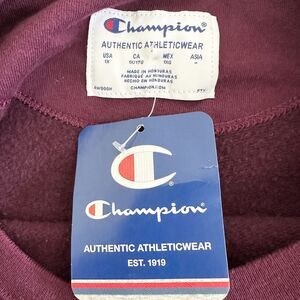 Champion
AUTHENTIC ATHLETICWEAR
USA CA MEX ASIA
1X
MADE IN HONDURAS
FABRIQUÉ AU HONDURAS
HECHO EN HONDURAS
CHAMPION.COM
Champion
AUTHENTIC ATHLETICWEAR
EST. 1919